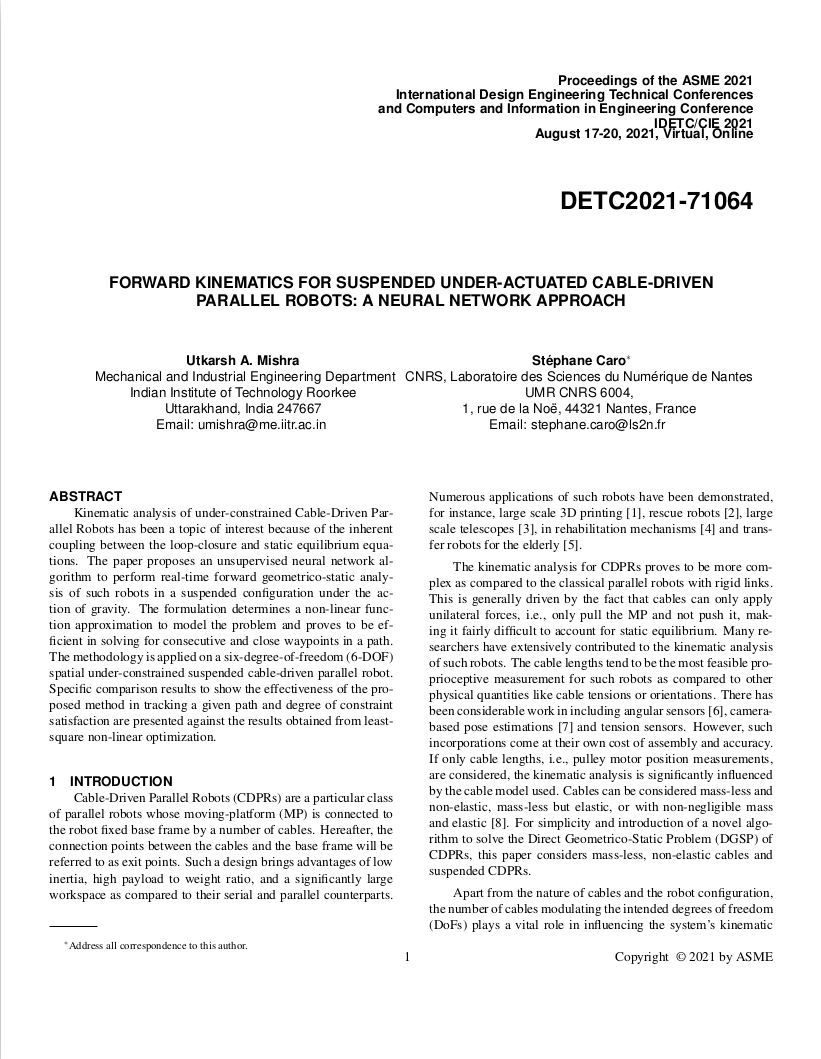 Proceedings of the ASME 2021
International Design Engineering Technical Conferences
and Computers and Information in Engineering Conference
IDETC/CIE 2021
August 17-20, 2021, Virtual, Online
DETC2021-71064
FORWARD KINEMATICS FOR SUSPENDED UNDER-ACTUATED CABLE-DRIVEN
PARALLEL ROBOTS: A NEURAL NETWORK APPROACH
Utkarsh A. Mishra
Mechanical and Industrial Engineering Department
Indian Institute of Technology Roorkee
Uttarakhand, India 247667
Email: umishra@me.iitr.ac.in
Stéphane Caro*
CNRS, Laboratoire des Sciences du Numérique de Nantes
UMR CNRS 6004,
1, rue de la Noë, 44321 Nantes, France
Email: stephane.caro@ls2n.fr
ABSTRACT
Kinematic analysis of under-constrained Cable-Driven Par-
allel Robots has been a topic of interest because of the inherent
coupling between the loop-closure and static equilibrium equa-
tions. The paper proposes an unsupervised neural network al-
gorithm to perform real-time forward geometrico-static analy-
sis of such robots in a suspended configuration under the ac-
tion of gravity. The formulation determines a non-linear func-
tion approximation to model the problem and proves to be ef-
ficient in solving for consecutive and close waypoints in a path.
The methodology is applied on a six-degree-of-freedom (6-DOF)
spatial under-constrained suspended cable-driven parallel robot.
Specific comparison results to show the effectiveness of the pro-
posed method in tracking a given path and degree of constraint
satisfaction are presented against the results obtained from least-
square non-linear optimization.
1 INTRODUCTION
Cable-Driven Parallel Robots (CDPRs) are a particular class
of parallel robots whose moving-platform (MP) is connected to
the robot fixed base frame by a number of cables. Hereafter, the
connection points between the cables and the base frame will be
referred to as exit points. Such a design brings advantages of low
inertia, high payload to weight ratio, and a significantly large
workspace as compared to their serial and parallel counterparts.
*Address all correspondence to this author.
Numerous applications of such robots have been demonstrated,
for instance, large scale 3D printing [1], rescue robots [2], large
scale telescopes [3], in rehabilitation mechanisms [4] and trans-
fer robots for the elderly [5].
The kinematic analysis for CDPRs proves to be more com-
plex as compared to the classical parallel robots with rigid links.
This is generally driven by the fact that cables can only apply
unilateral forces, i.e., only pull the MP and not push it, mak-
ing it fairly difficult to account for static equilibrium. Many re-
searchers have extensively contributed to the kinematic analysis
of such robots. The cable lengths tend to be the most feasible pro-
prioceptive measurement for such robots as compared to other
physical quantities like cable tensions or orientations. There has
been considerable work in including angular sensors [6], camera-
based pose estimations [7] and tension sensors. However, such
incorporations come at their own cost of assembly and accuracy.
If only cable lengths, i.e., pulley motor position measurements,
are considered, the kinematic analysis is significantly influenced
by the cable model used. Cables can be considered mass-less and
non-elastic, mass-less but elastic, or with non-negligible mass
and elastic [8]. For simplicity and introduction of a novel algo-
rithm to solve the Direct Geometrico-Static Problem (DGSP) of
CDPRs, this paper considers mass-less, non-elastic cables and
suspended CDPRs.
Apart from the nature of cables and the robot configuration,
the number of cables modulating the intended degrees of freedom
(DoFs) plays a vital role in influencing the system's kinematic
1
Copyright © 2021 by ASME